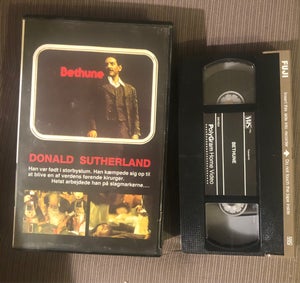 Bethune
DONALD SUTHERLAND
Han var født i storbyslum. Han kæmpede sig op til
at blive en af verdens førende kirurger.
Helst arbejdede han på slagmarkerne....
VHS
BETHUNE
PolyGram Home Video
FUJI
VHS